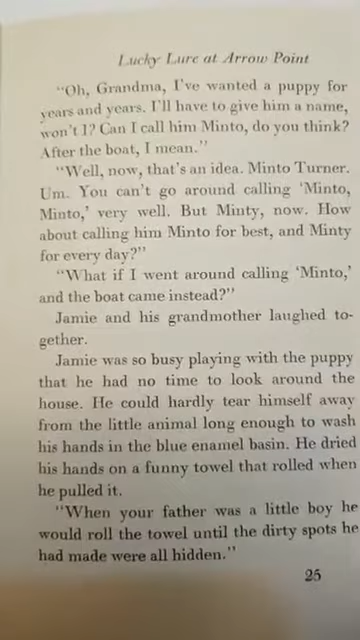 Lucky Lure at Arrow Point
"Oh, Grandma, I've wanted a puppy for
years and years. I'll have to give him a name,
won't I? Can I call him Minto, do you think?
After the boat, I mean."
"Well, now, that's an idea. Minto Turner.
Um. You can't go around calling 'Minto,
Minto,' very well. But Minty, now. How
about calling him Minto for best, and Minty
for every day?"
"What if I went around calling 'Minto,'
and the boat came instead?"
Jamie and his grandmother laughed to-
gether.
Jamie was so busy playing with the puppy
that he had no time to look around the
house. He could hardly tear himself away
from the little animal long enough to wash
his hands in the blue enamel basin. He dried
his hands on a funny towel that rolled when
he pulled it.
"When your father was a little boy he
would roll the towel until the dirty spots he
had made were all hidden."
25